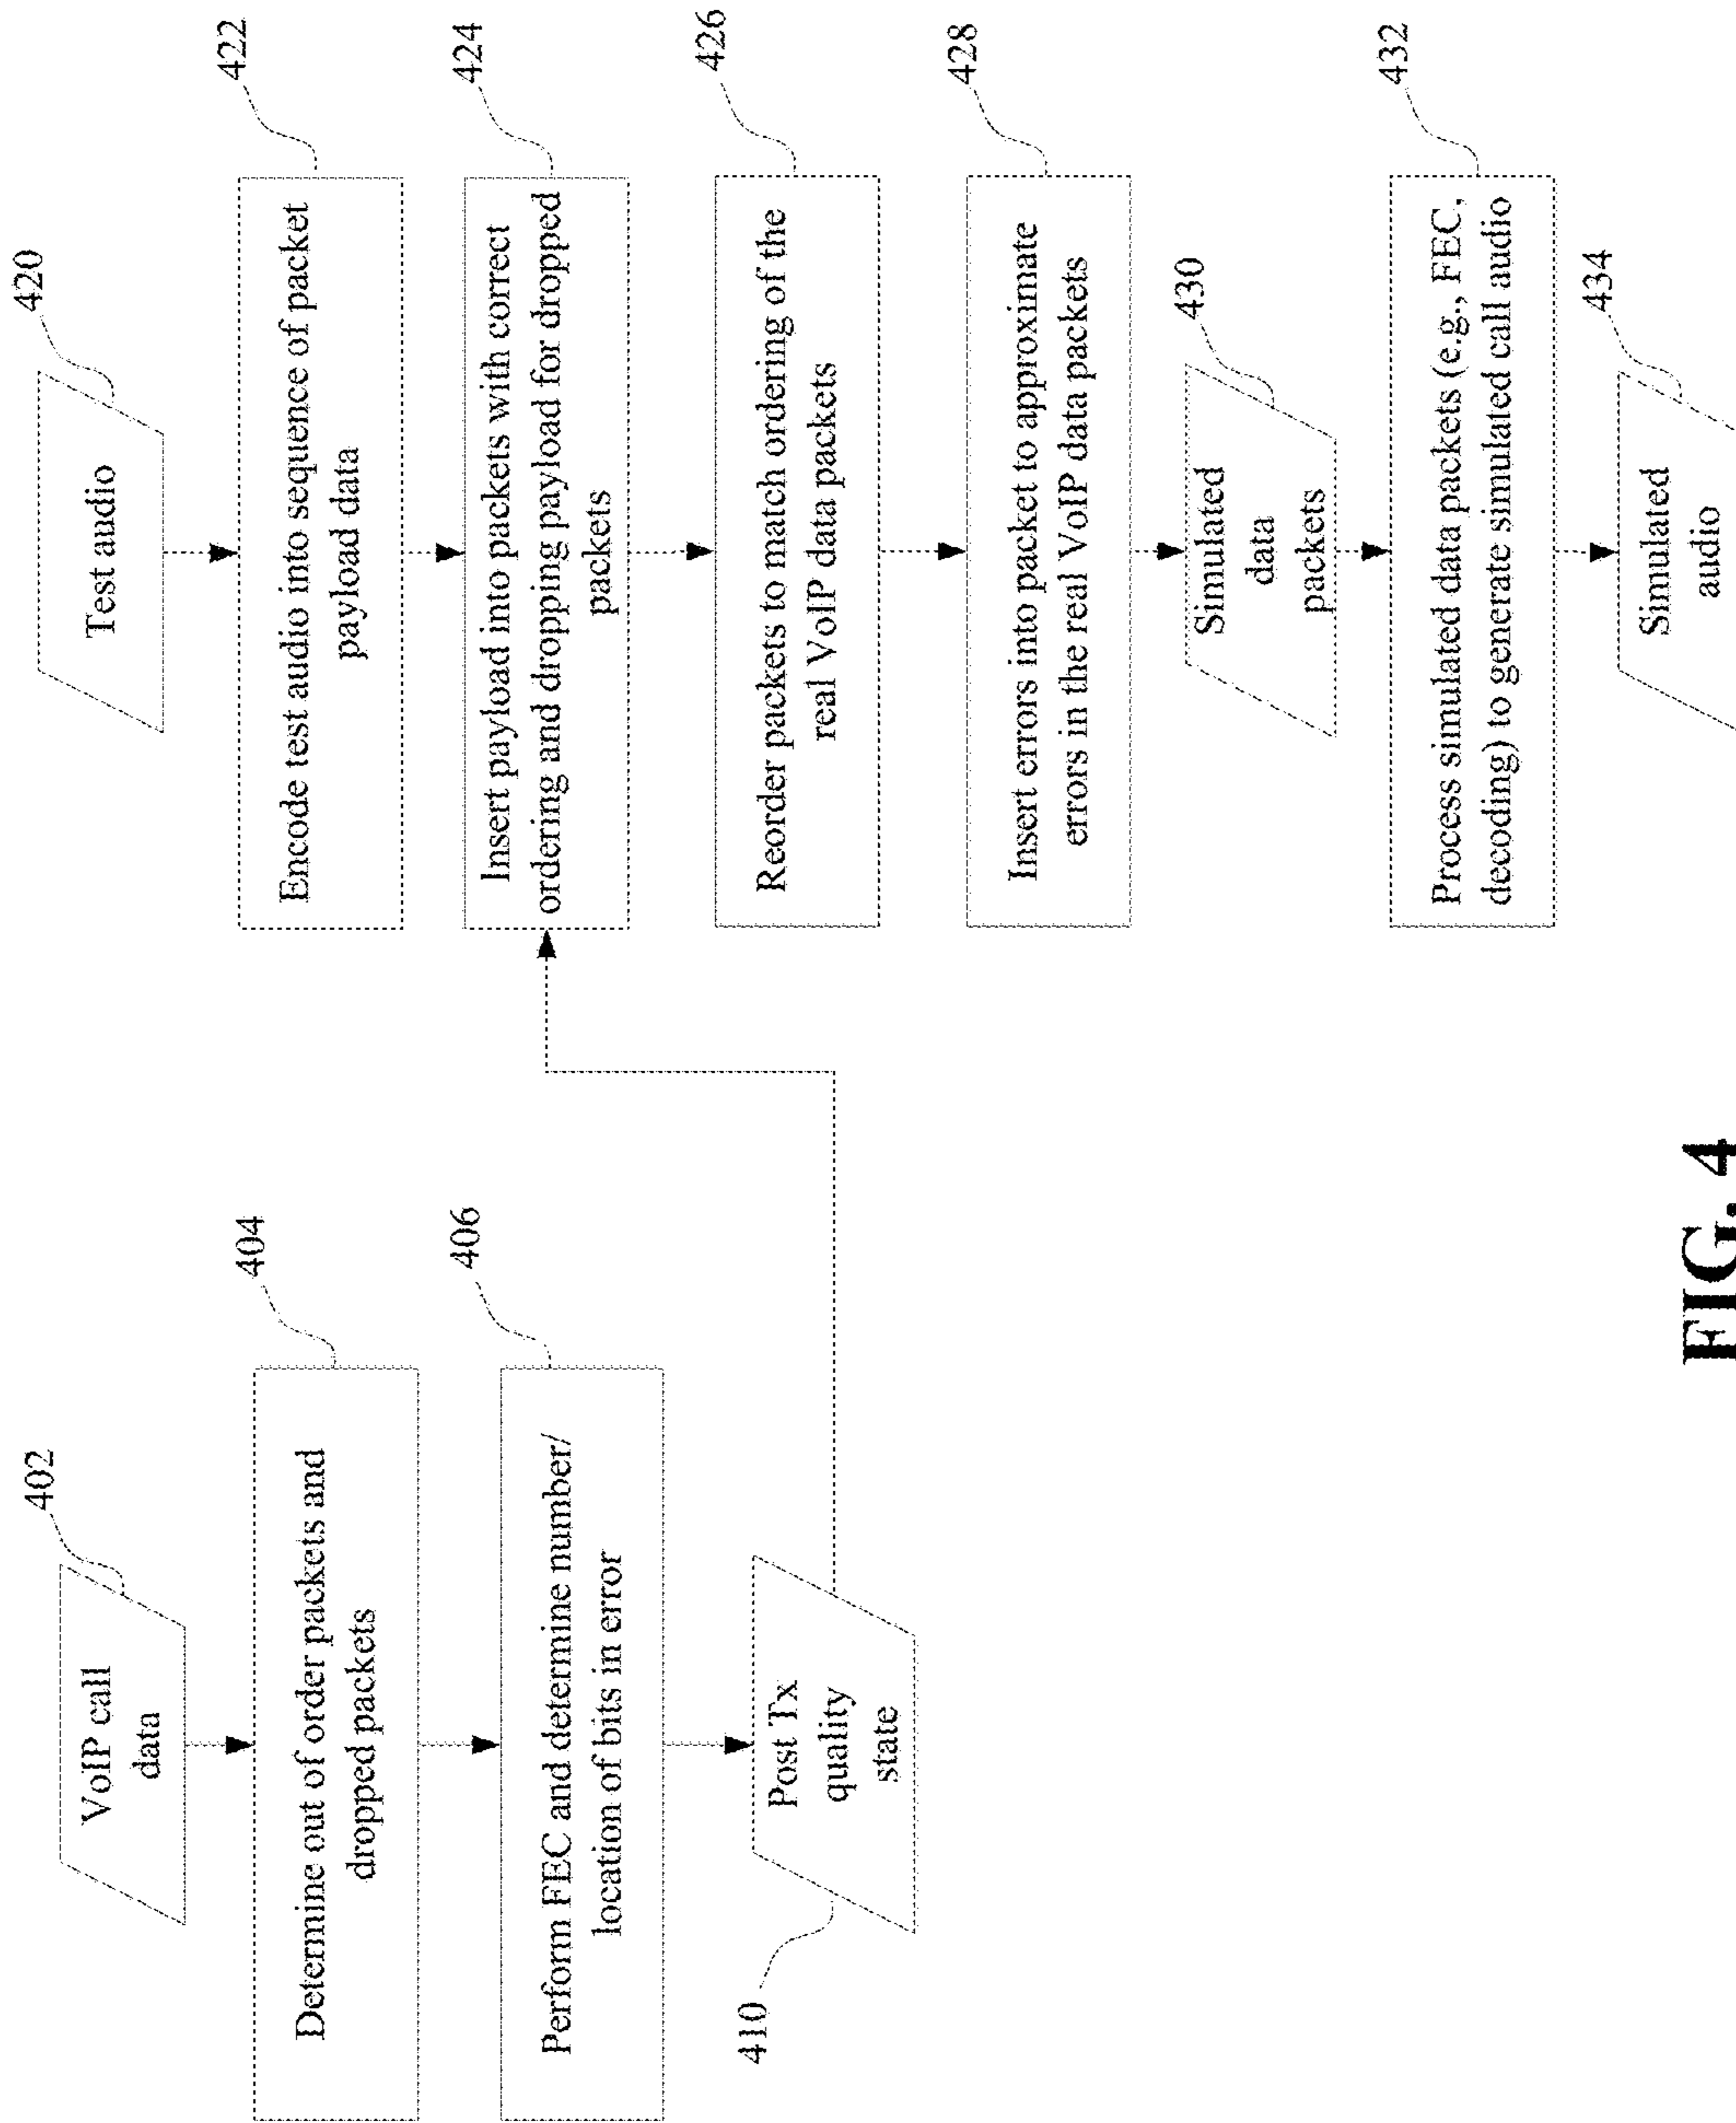 402
VoIP call
data
404
Determine out of order packets and
dropped packets
406
Perform FEC and determine number/
location of bits in error
410
Post Tx
quality
state
420
Test audio
422
Encode test audio into sequence of packet
payload data
424
Insert payload into packets with correct
ordering and dropping payload for dropped
packets
426
Reorder packets to match ordering of the
real VoIP data packets
428
Insert errors into packet to approximate
errors in the real VoIP data packets
430
Simulated
data
packets
432
Process simulated data packets (e.g., FEC,
decoding) to generate simulated call audio
434
Simulated
audio
FIG. 4